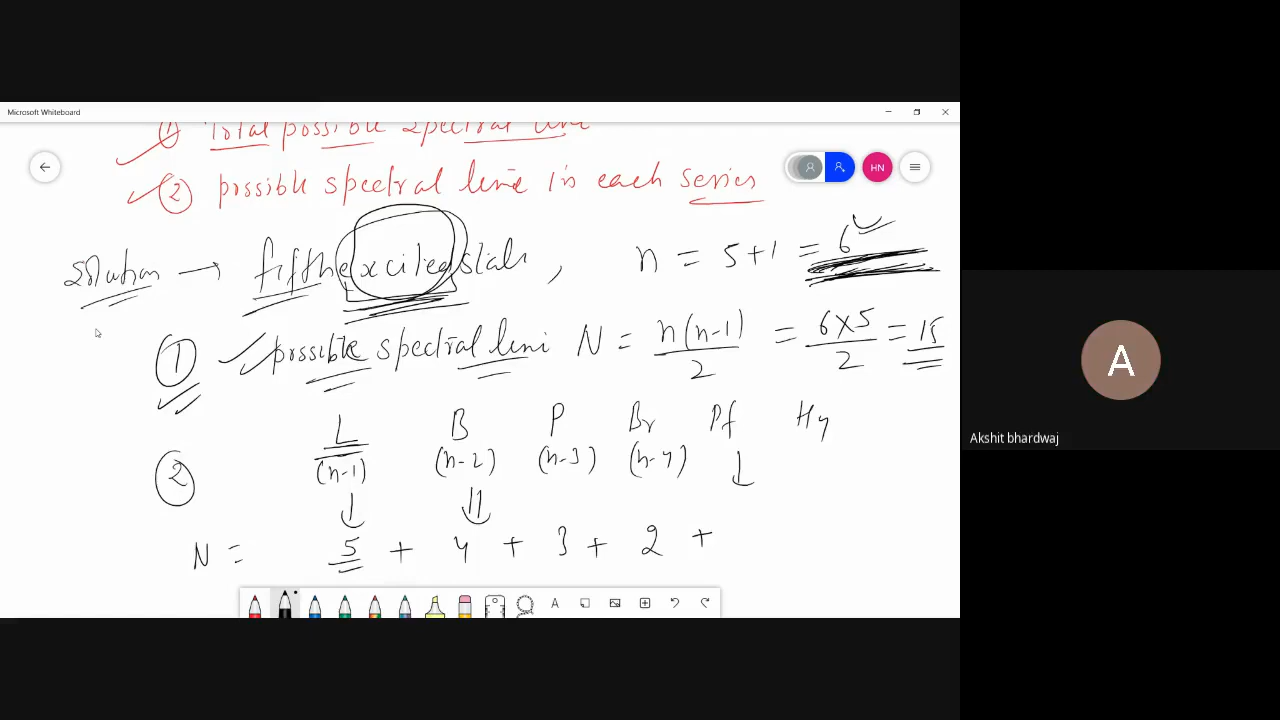 Microsoft Whiteboard
① Total possible spectral line
② possible spectral line in each series
HN
solution → fifth excited state, n = 5+1 = 6
① possible spectral line N = n(n-1)/2 = 6×5/2 = 15
L B P Br Pf Hy
② (n-1) (n-2) (n-3) (n-4)
N = 5 + 4 + 3 + 2 +
A
A
Akshit bhardwaj